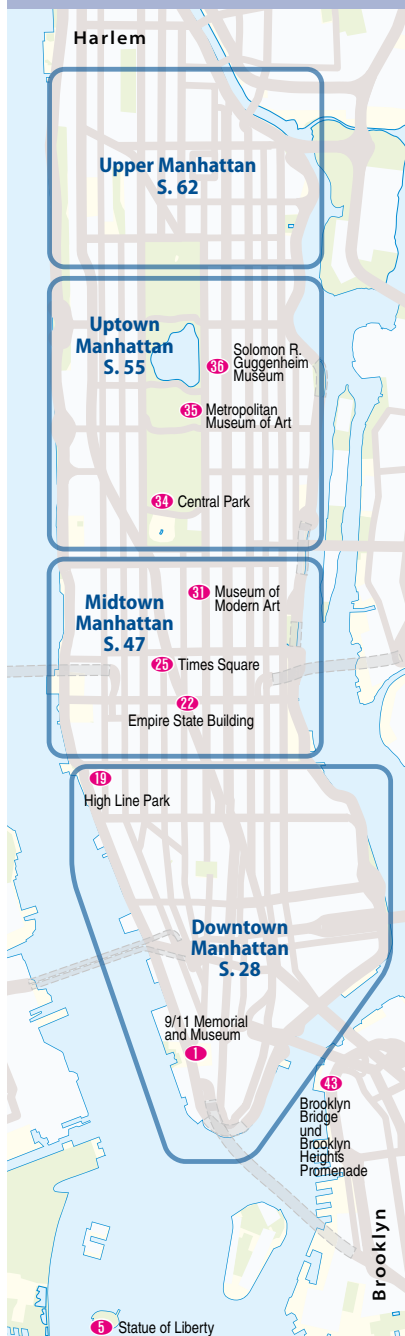 Harlem
Upper Manhattan
S. 62
Uptown
Manhattan
S. 55
36
Solomon R.
Guggenheim
Museum
35
Metropolitan
Museum of Art
34
Central Park
Midtown
Manhattan
S. 47
31
Museum of
Modern Art
25
Times Square
22
Empire State Building
19
High Line Park
Downtown
Manhattan
S. 28
9/11 Memorial
and Museum
1
43
Brooklyn
Bridge
und
Brooklyn
Heights
Promenade
Brooklyn
5
Statue of Liberty